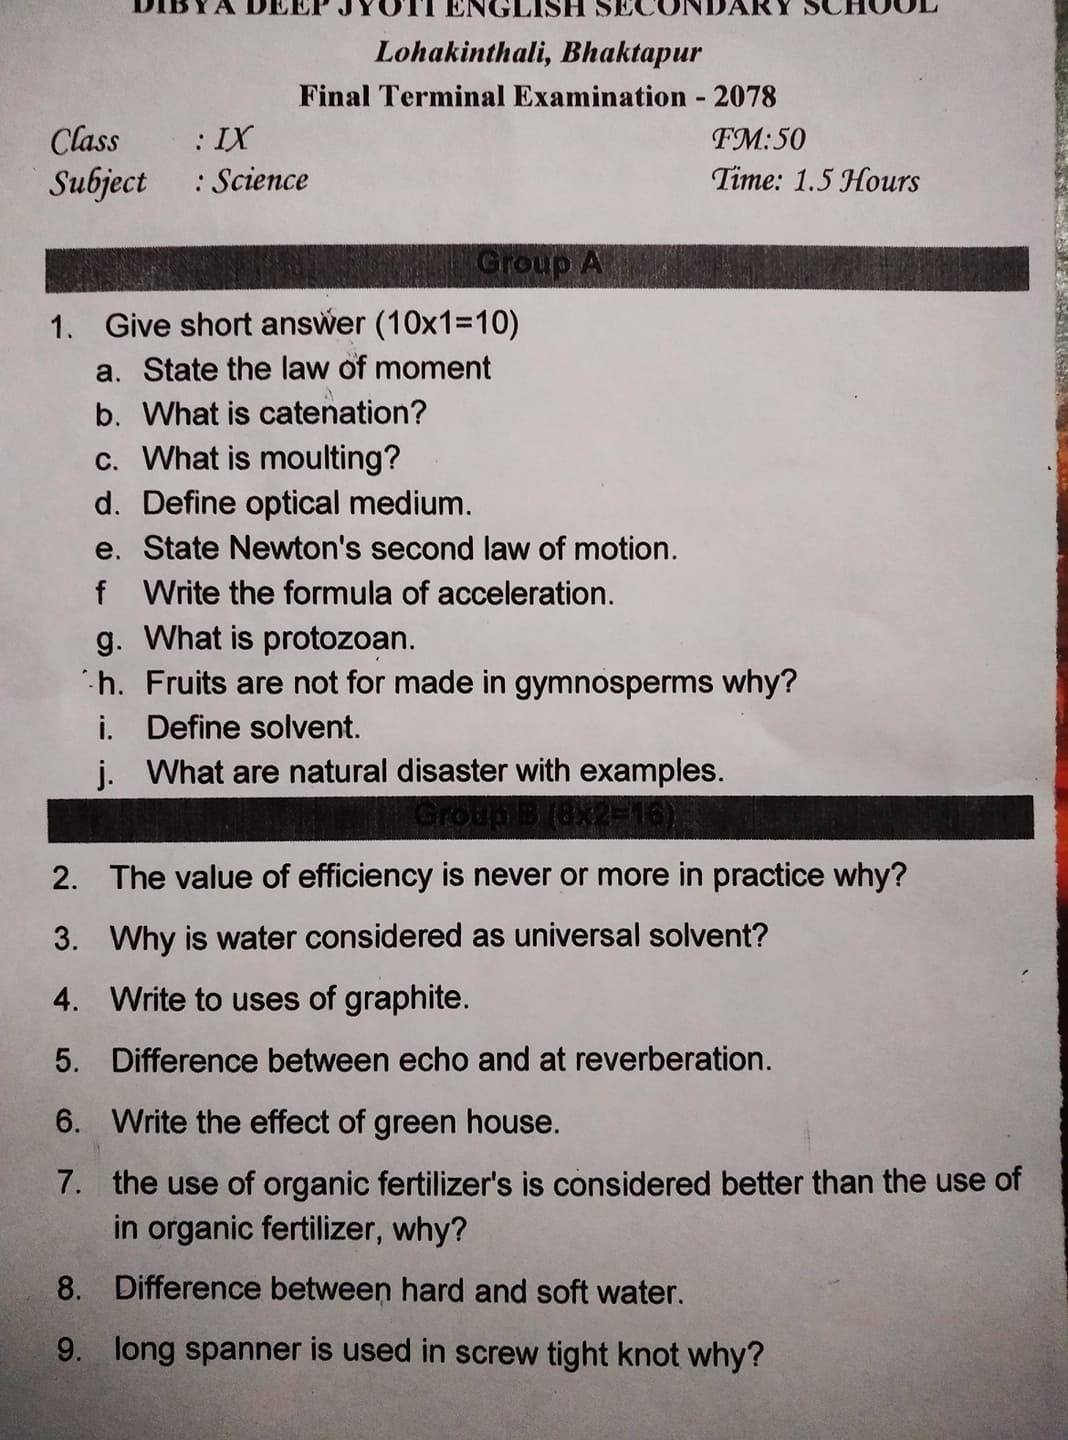 DIBYA DEEP JYOTI ENGLISH SECONDARY SCHOOL
Lohakinthali, Bhaktapur
Final Terminal Examination - 2078
Class : IX FM:50
Subject : Science Time: 1.5 Hours
Group A
1. Give short answer (10x1=10)
a. State the law of moment
b. What is catenation?
c. What is moulting?
d. Define optical medium.
e. State Newton's second law of motion.
f Write the formula of acceleration.
g. What is protozoan.
h. Fruits are not for made in gymnosperms why?
i. Define solvent.
j. What are natural disaster with examples.
Group B (8x2=16)
2. The value of efficiency is never or more in practice why?
3. Why is water considered as universal solvent?
4. Write to uses of graphite.
5. Difference between echo and at reverberation.
6. Write the effect of green house.
7. the use of organic fertilizer's is considered better than the use of
in organic fertilizer, why?
8. Difference between hard and soft water.
9. long spanner is used in screw tight knot why?